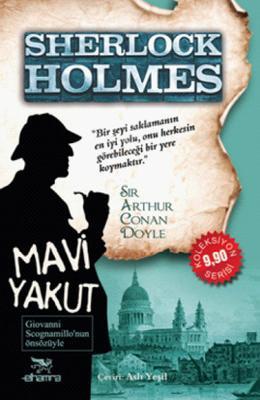 SHERLOCK
HOLMES
"Bir şeyi saklamanın
en iyi yolu, onu herkesin
görebileceği bir yere
koymaktır."
SIR
ARTHUR
CONAN
DOYLE
KOLEKSİYON
9,90
SERİSİ
MAVİ
YAKUT
Giovanni
Scognamillo'nun
önsözüyle
elhamra
Çeviri: Aslı Yeşil